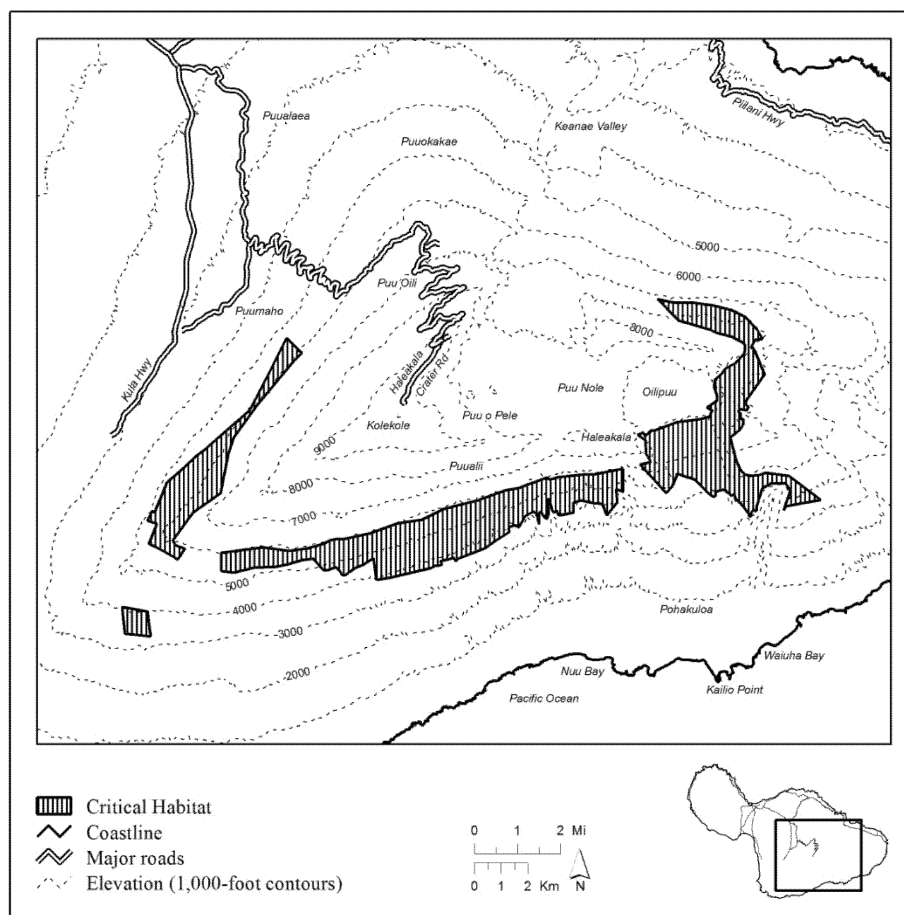 Puualaea
Keanae Valley
Piilani Hwy
Puuokakae
5000
6000
Puu Oili
Puumaho
8000
Kula Hwy
Haleakala
Crater Rd
Puu Nole
Oilipuu
Puu o Pele
Kolekole
Haleakala
9000
Puualii
8000
7000
5000
4000
3000
2000
Pohakuloa
Waiuha Bay
Nuu Bay
Kailio Point
Pacific Ocean
Critical Habitat
Coastline
Major roads
Elevation (1,000-foot contours)
0 1 2 Mi
0 1 2 Km
N